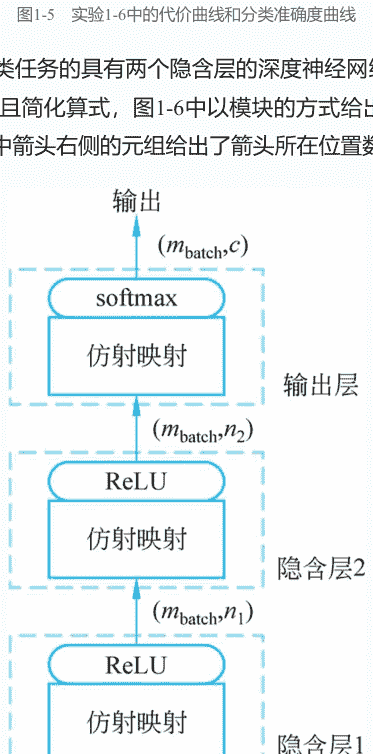 图1-5 实验1-6中的代价曲线和分类准确度曲线
类任务的具有两个隐含层的深度神经网络
且简化算式，图1-6中以模块的方式给出
中箭头右侧的元组给出了箭头所在位置数
输出
(m_batch,c)
softmax
仿射映射
输出层
(m_batch,n₂)
ReLU
仿射映射
隐含层2
(m_batch,n₁)
ReLU
仿射映射
隐含层1